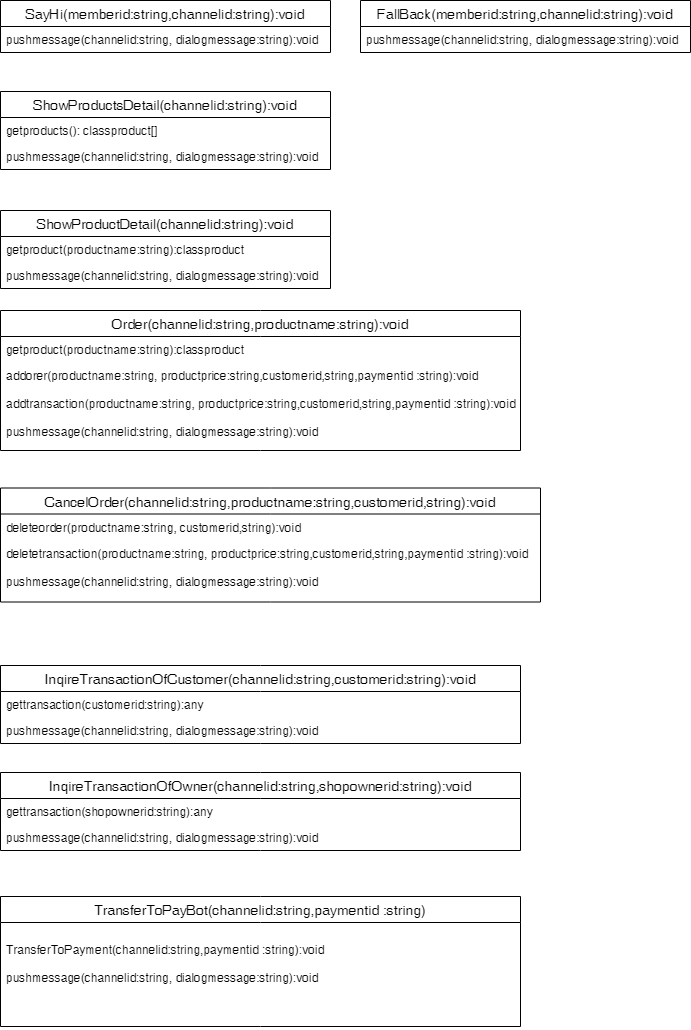 SayHi(memberid:string,channelid:string):void
pushmessage(channelid:string, dialogmessage:string):void
FallBack(memberid:string,channelid:string):void
pushmessage(channelid:string, dialogmessage:string):void
ShowProductsDetail(channelid:string):void
getproducts(): classproduct[]
pushmessage(channelid:string, dialogmessage:string):void
ShowProductDetail(channelid:string):void
getproduct(productname:string):classproduct
pushmessage(channelid:string, dialogmessage:string):void
Order(channelid:string,productname:string):void
getproduct(productname:string):classproduct
addorer(productname:string, productprice:string,customerid,string,paymentid :string):void
addtransaction(productname:string, productprice:string,customerid,string,paymentid :string):void
pushmessage(channelid:string, dialogmessage:string):void
CancelOrder(channelid:string,productname:string,customerid,string):void
deleteorder(productname:string, customerid,string):void
deletetransaction(productname:string, productprice:string,customerid,string,paymentid :string):void
pushmessage(channelid:string, dialogmessage:string):void
InqireTransactionOfCustomer(channelid:string,customerid:string):void
gettransaction(customerid:string):any
pushmessage(channelid:string, dialogmessage:string):void
InqireTransactionOfOwner(channelid:string,shopownerid:string):void
gettransaction(shopownerid:string):any
pushmessage(channelid:string, dialogmessage:string):void
TransferToPayBot(channelid:string,paymentid :string)
TransferToPayment(channelid:string,paymentid :string):void
pushmessage(channelid:string, dialogmessage:string):void